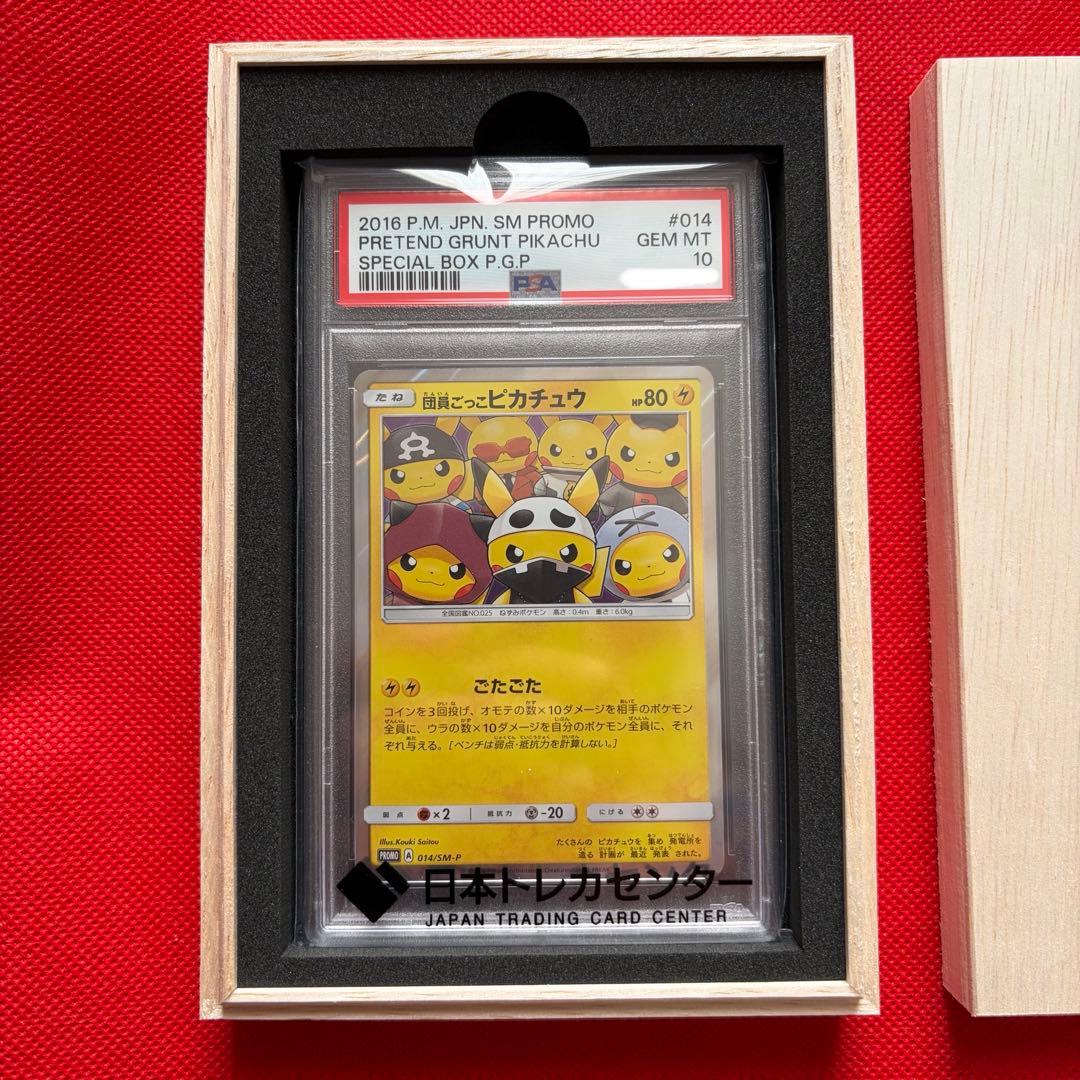 2016 P.M. JPN. SM PROMO #014
PRETEND GRUNT PIKACHU GEM MT
SPECIAL BOX P.G.P 10
PSA
たね 団員ごっこピカチュウ HP80
全国図鑑NO.025 ねずみポケモン 高さ:0.4m 重さ:6.0kg
ごたごた
コインを3回投げ、オモテの数×10ダメージを相手のポケモン
全員に、ウラの数×10ダメージを自分のポケモン全員に、それ
ぞれ与える。[ベンチは弱点・抵抗力を計算しない。]
弱点 ×2 抵抗力 -20 にげる
Illus.Kouki Saitou
たくさんの ピカチュウを 集め 発電所を
造る 計画が 最近 発表 された。
PROMO A 014/SM-P
日本トレカセンター
JAPAN TRADING CARD CENTER